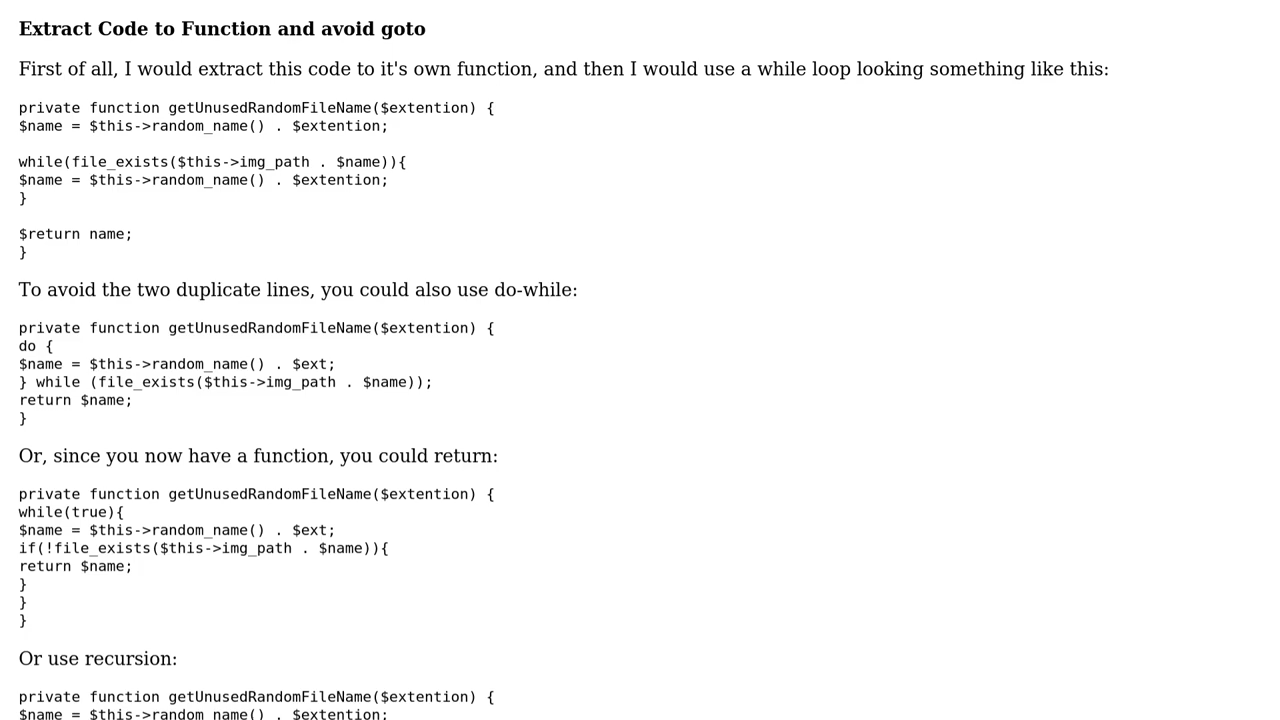 Extract Code to Function and avoid goto
First of all, I would extract this code to it's own function, and then I would use a while loop looking something like this:
private function getUnusedRandomFileName($extention) {
$name = $this->random_name() . $extention;
while(file_exists($this->img_path . $name)){
$name = $this->random_name() . $extention;
}
$return name;
}
To avoid the two duplicate lines, you could also use do-while:
private function getUnusedRandomFileName($extention) {
do {
$name = $this->random_name() . $ext;
} while (file_exists($this->img_path . $name));
return $name;
}
Or, since you now have a function, you could return:
private function getUnusedRandomFileName($extention) {
while(true){
$name = $this->random_name() . $ext;
if(!file_exists($this->img_path . $name)){
return $name;
}
}
}
Or use recursion:
private function getUnusedRandomFileName($extention) {
$name = $this->random_name() . $extention;